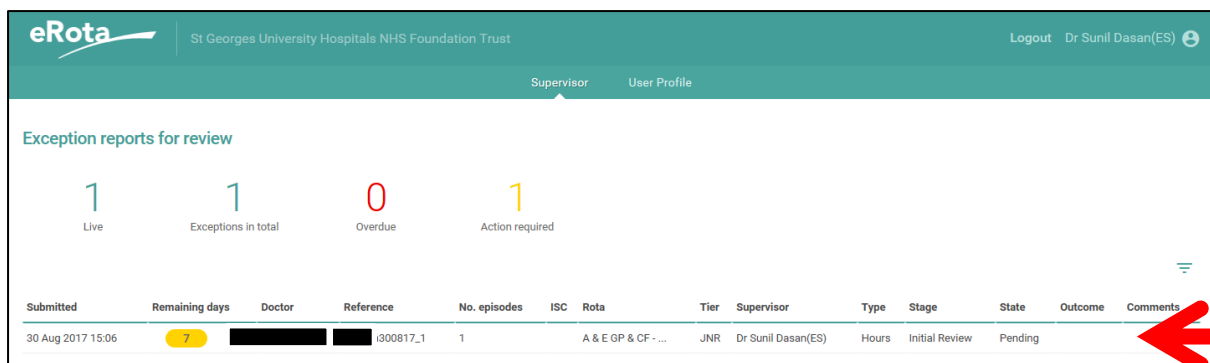 eRota St Georges University Hospitals NHS Foundation Trust Logout Dr Sunil Dasan(ES)
Supervisor User Profile
Exception reports for review
1 1 0 1
Live Exceptions in total Overdue Action required
Submitted Remaining days Doctor Reference No. episodes ISC Rota Tier Supervisor Type Stage State Outcome Comments
30 Aug 2017 15:06 7 300817_1 1 A & E GP & CF - ... JNR Dr Sunil Dasan(ES) Hours Initial Review Pending